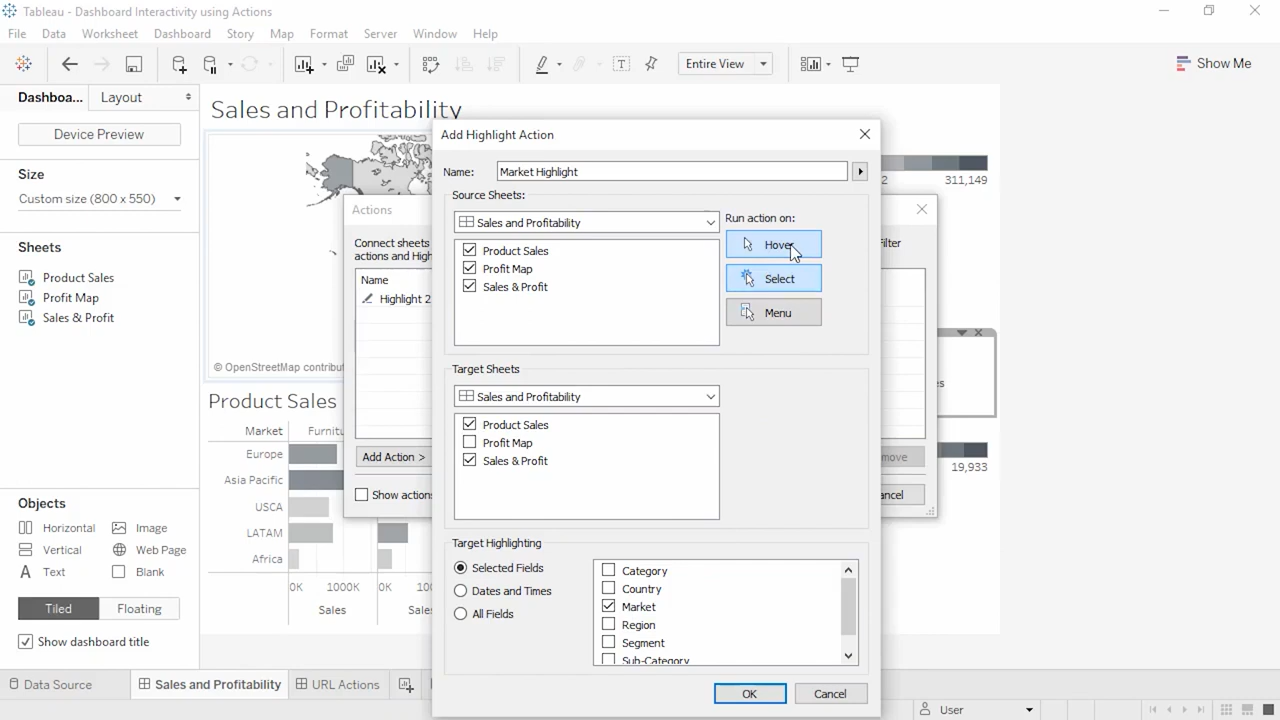 Tableau - Dashboard Interactivity using Actions
File Data Worksheet Dashboard Story Map Format Server Window Help
Entire View
Show Me
Dashboa... Layout
Device Preview
Size
Custom size (800 x 550)
Sheets
Product Sales
Profit Map
Sales & Profit
Objects
Horizontal Image
Vertical Web Page
Text Blank
Tiled Floating
Show dashboard title
Sales and Profitability
© OpenStreetMap contribut
Product Sales
Market Furnitu
Europe
Asia Pacific
USCA
LATAM
Africa
0K 1000K 0K 100
Sales Sales
2 311,149
es
19,933
Actions
Connect sheets
actions and High
Filter
Name
Highlight 2
Add Action >
move
Show actions
ancel
Add Highlight Action
Name: Market Highlight
Source Sheets:
Sales and Profitability
Product Sales
Profit Map
Sales & Profit
Run action on:
Hover
Select
Menu
Target Sheets
Sales and Profitability
Product Sales
Profit Map
Sales & Profit
Target Highlighting
Selected Fields
Dates and Times
All Fields
Category
Country
Market
Region
Segment
Sub-Category
OK Cancel
Data Source Sales and Profitability URL Actions
User